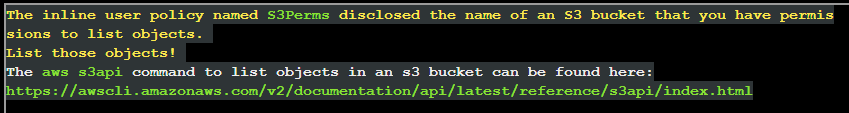 The inline user policy named S3Perms disclosed the name of an S3 bucket that you have permis
sions to list objects.
List those objects!
The aws s3api command to list objects in an s3 bucket can be found here:
https://awscli.amazonaws.com/v2/documentation/api/latest/reference/s3api/index.html